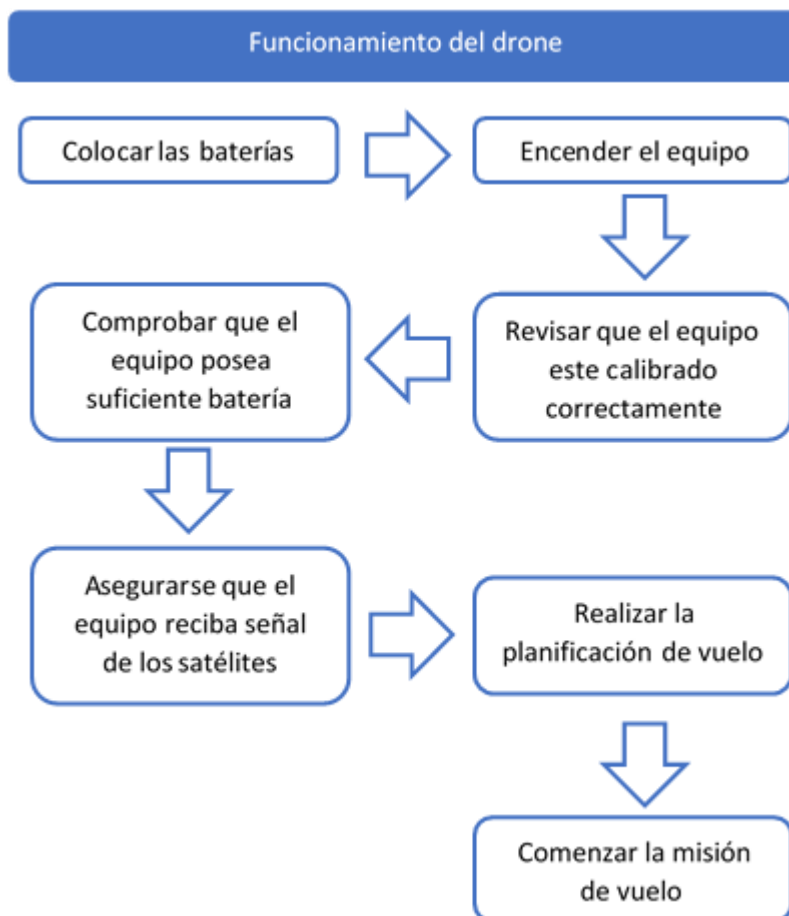 Funcionamiento del drone
Colocar las baterías
Encender el equipo
Revisar que el equipo
este calibrado
correctamente
Comprobar que el
equipo posea
suficiente batería
Asegurarse que el
equipo reciba señal
de los satélites
Realizar la
planificación de vuelo
Comenzar la misión
de vuelo